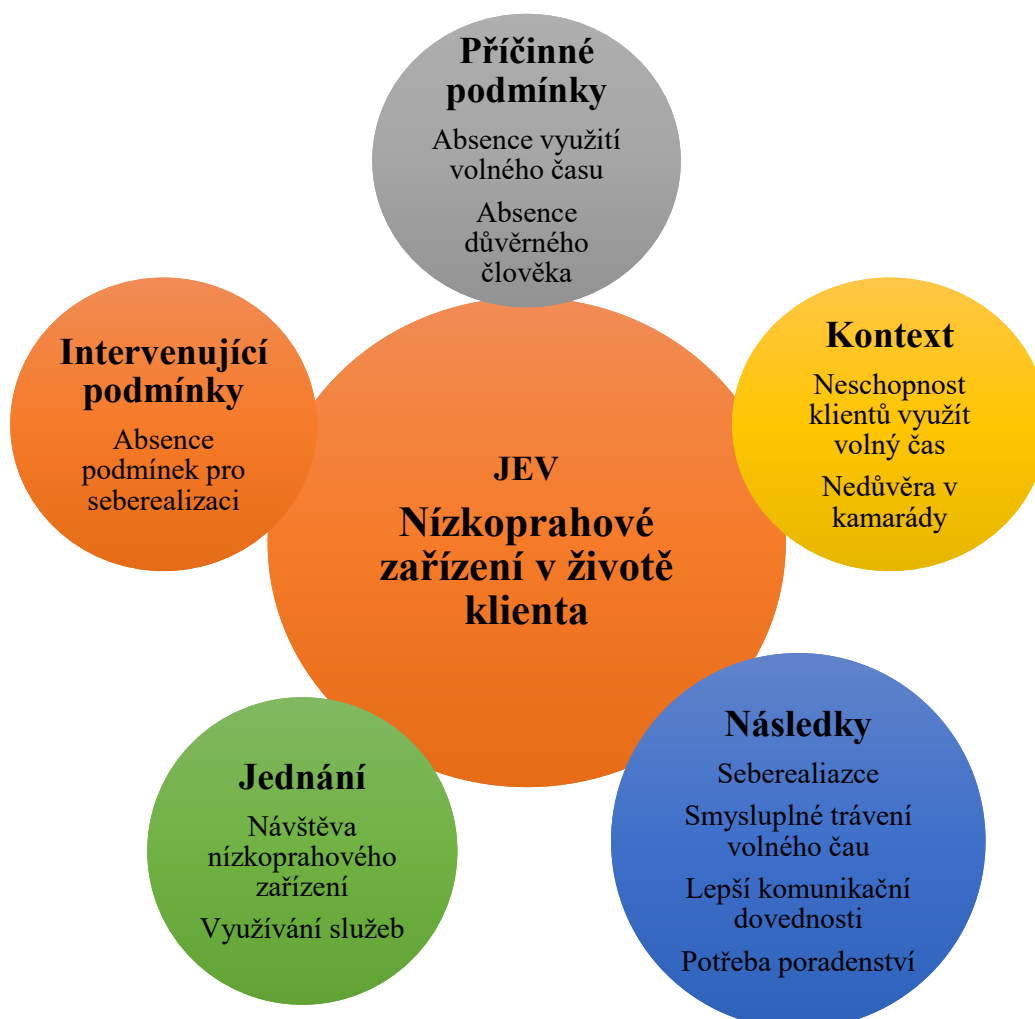 Příčinné
podmínky
Absence využití
volného času
Absence
důvěrného
člověka
Intervenující
podmínky
Absence
podmínek pro
seberealizaci
Kontext
Neschopnost
klientů využít
volný čas
Nedůvěra v
kamarády
JEV
Nízkoprahové
zařízení v životě
klienta
Jednání
Návštěva
nízkoprahového
zařízení
Využívání služeb
Následky
Seberealiazce
Smysluplné trávení
volného čau
Lepší komunikační
dovednosti
Potřeba poradenství